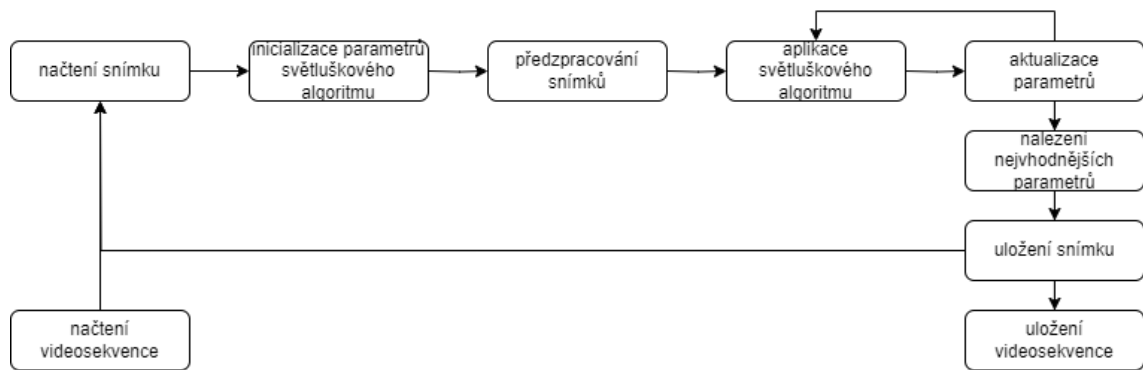 načtení snímku
inicializace parametrů
světluškového
algoritmu
předzpracování
snímků
aplikace
světluškového
algoritmu
aktualizace
parametrů
nalezení
nejvhodnějších
parametrů
uložení snímku
načtení
videosekvence
uložení
videosekvence